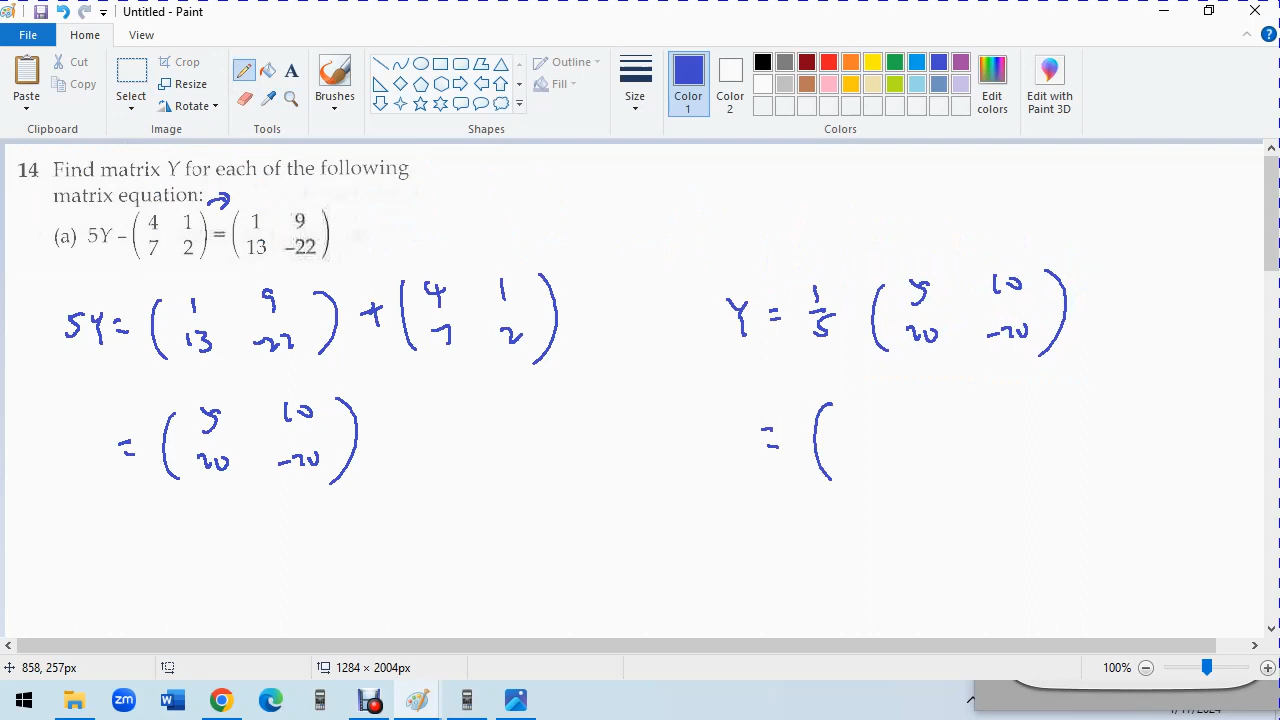 Untitled - Paint
File Home View
Paste Cut Copy Clipboard
Select Crop Resize Rotate Image
A Tools
Brushes
Outline Fill Shapes
Size
Color 1 Color 2 Edit colors Colors
Edit with Paint 3D
14 Find matrix Y for each of the following
matrix equation: →
(a) 5Y – ( 4 1 ) = ( 1 9 )
7 2 13 –22
5Y = ( 1 9 ) + ( 4 1 )
13 -22 7 2
= ( 5 10 )
20 -20
Y = 1/5 ( 5 10 )
20 -20
= (
858, 257px 1284 × 2004px 100%
zm W